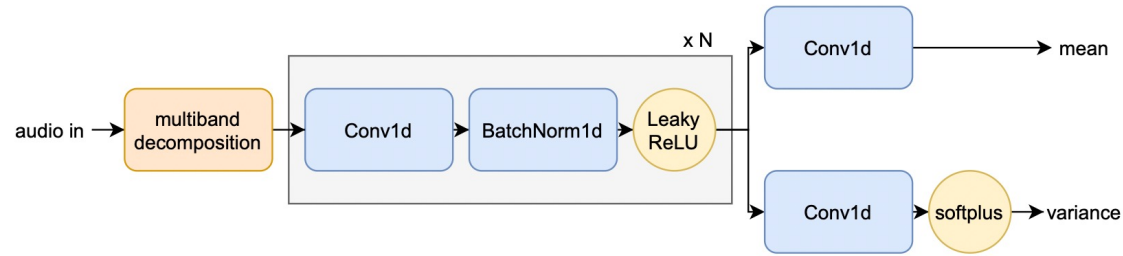 audio in
multiband
decomposition
x N
Conv1d
BatchNorm1d
Leaky
ReLU
Conv1d
mean
Conv1d
softplus
variance